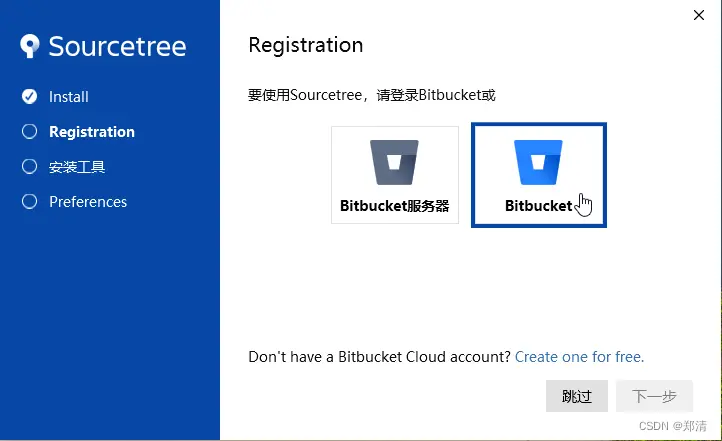 Sourcetree
Install
Registration
安装工具
Preferences
Registration
要使用Sourcetree，请登录Bitbucket或
Bitbucket服务器
Bitbucket
Don't have a Bitbucket Cloud account? Create one for free.
跳过
下一步
CSDN @郑清